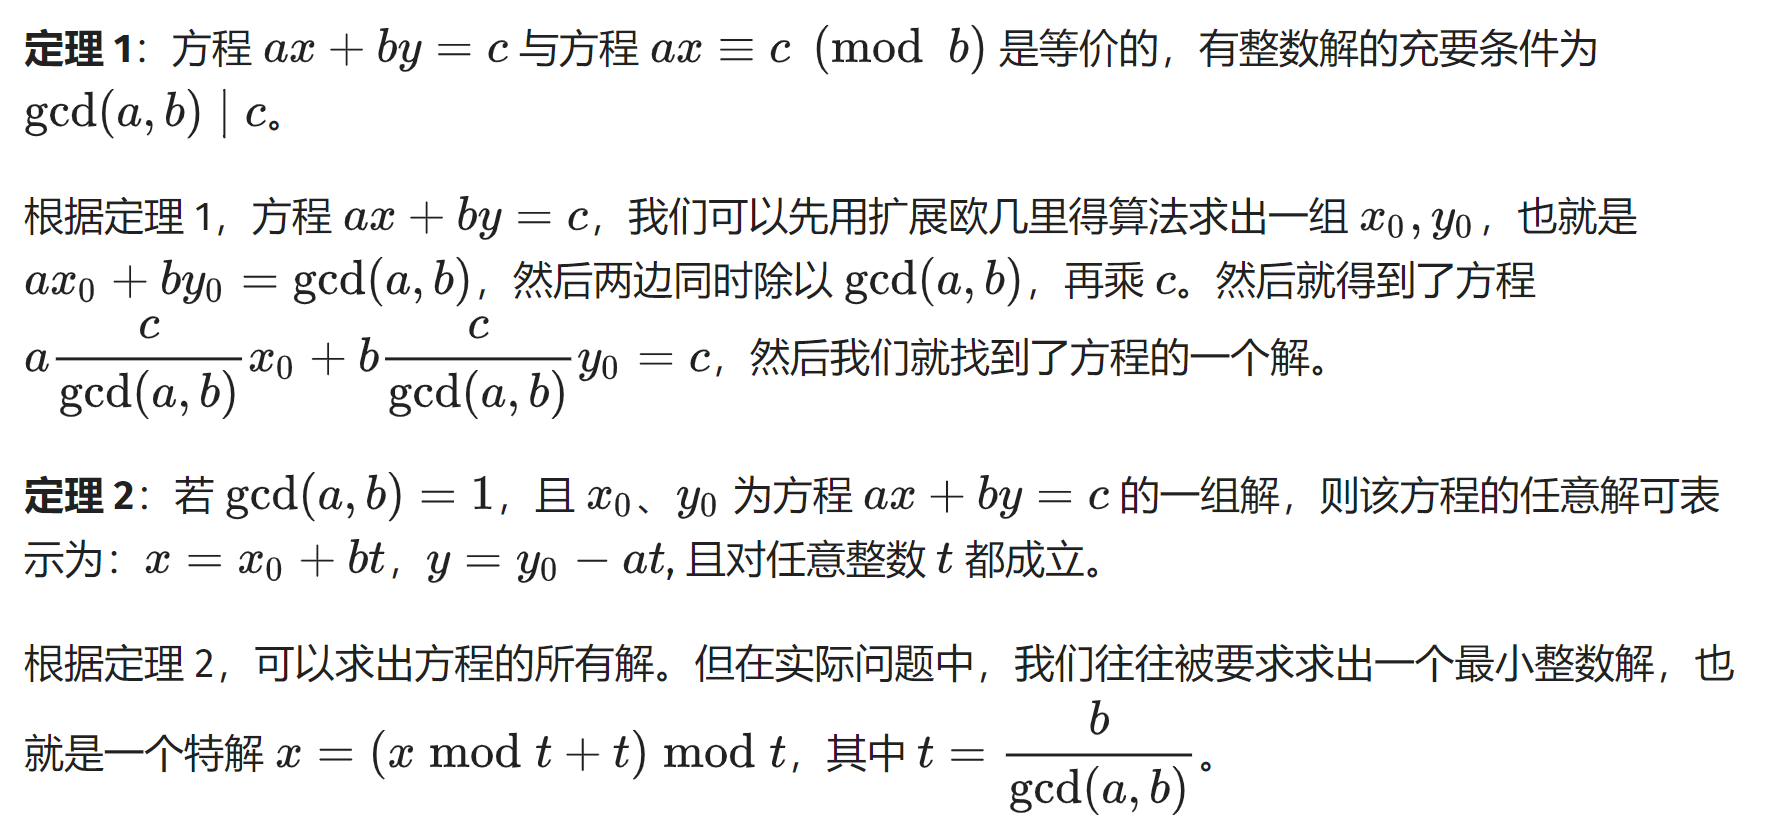 定理 1：方程 $ax + by = c$ 与方程 $ax \equiv c \pmod b$ 是等价的，有整数解的充要条件为
$\gcd(a, b) \mid c$。
根据定理 1，方程 $ax + by = c$，我们可以先用扩展欧几里得算法求出一组 $x_0, y_0$，也就是
$ax_0 + by_0 = \gcd(a, b)$，然后两边同时除以 $\gcd(a, b)$，再乘 $c$。然后就得到了方程
$a\dfrac{c}{\gcd(a, b)}x_0 + b\dfrac{c}{\gcd(a, b)}y_0 = c$，然后我们就找到了方程的一个解。
定理 2：若 $\gcd(a, b) = 1$，且 $x_0$、$y_0$ 为方程 $ax + by = c$ 的一组解，则该方程的任意解可表
示为：$x = x_0 + bt$，$y = y_0 - at$, 且对任意整数 $t$ 都成立。
根据定理 2，可以求出方程的所有解。但在实际问题中，我们往往被要求求出一个最小整数解，也
就是一个特解 $x = (x \bmod t + t) \bmod t$，其中 $t = \dfrac{b}{\gcd(a, b)}$。